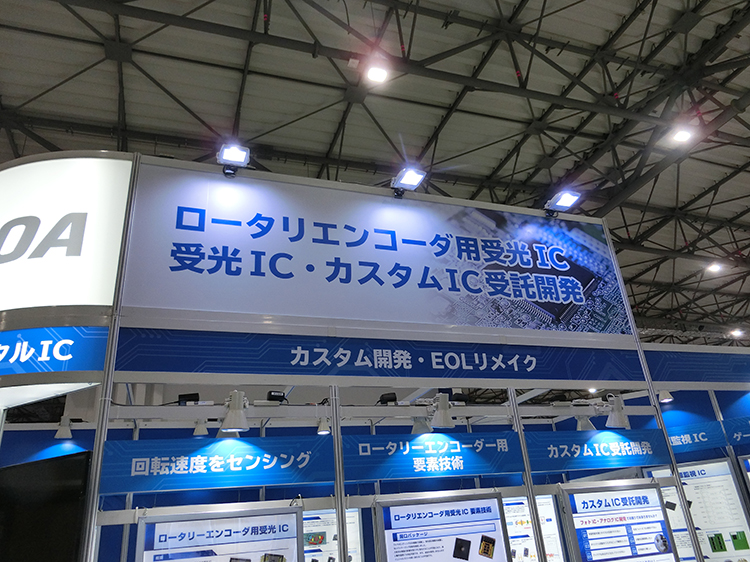 OA
ロータリエンコーダ用受光IC
受光IC・カスタムIC受託開発
タルIC
カスタム開発・EOLリメイク
回転速度をセンシング
ロータリーエンコーダー用
要素技術
カスタムIC受託開発
監視IC
ゲー
ロータリエンコーダ用受光IC
ロータリエンコーダ用受光IC 要素技術
カスタムIC受託開発